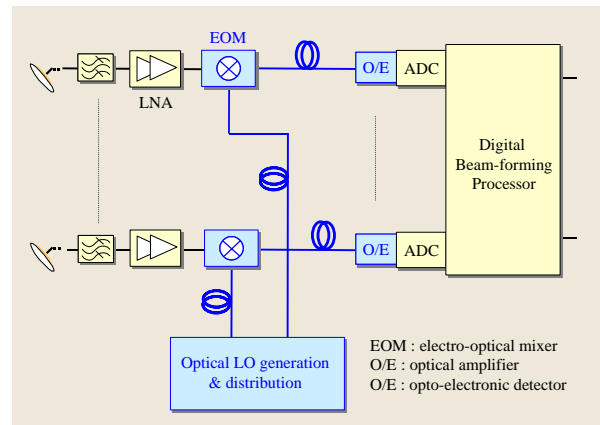 EOM
LNA
O/E
ADC
Digital
Beam-forming
Processor
O/E
ADC
Optical LO generation
& distribution
EOM : electro-optical mixer
O/E : optical amplifier
O/E : opto-electronic detector